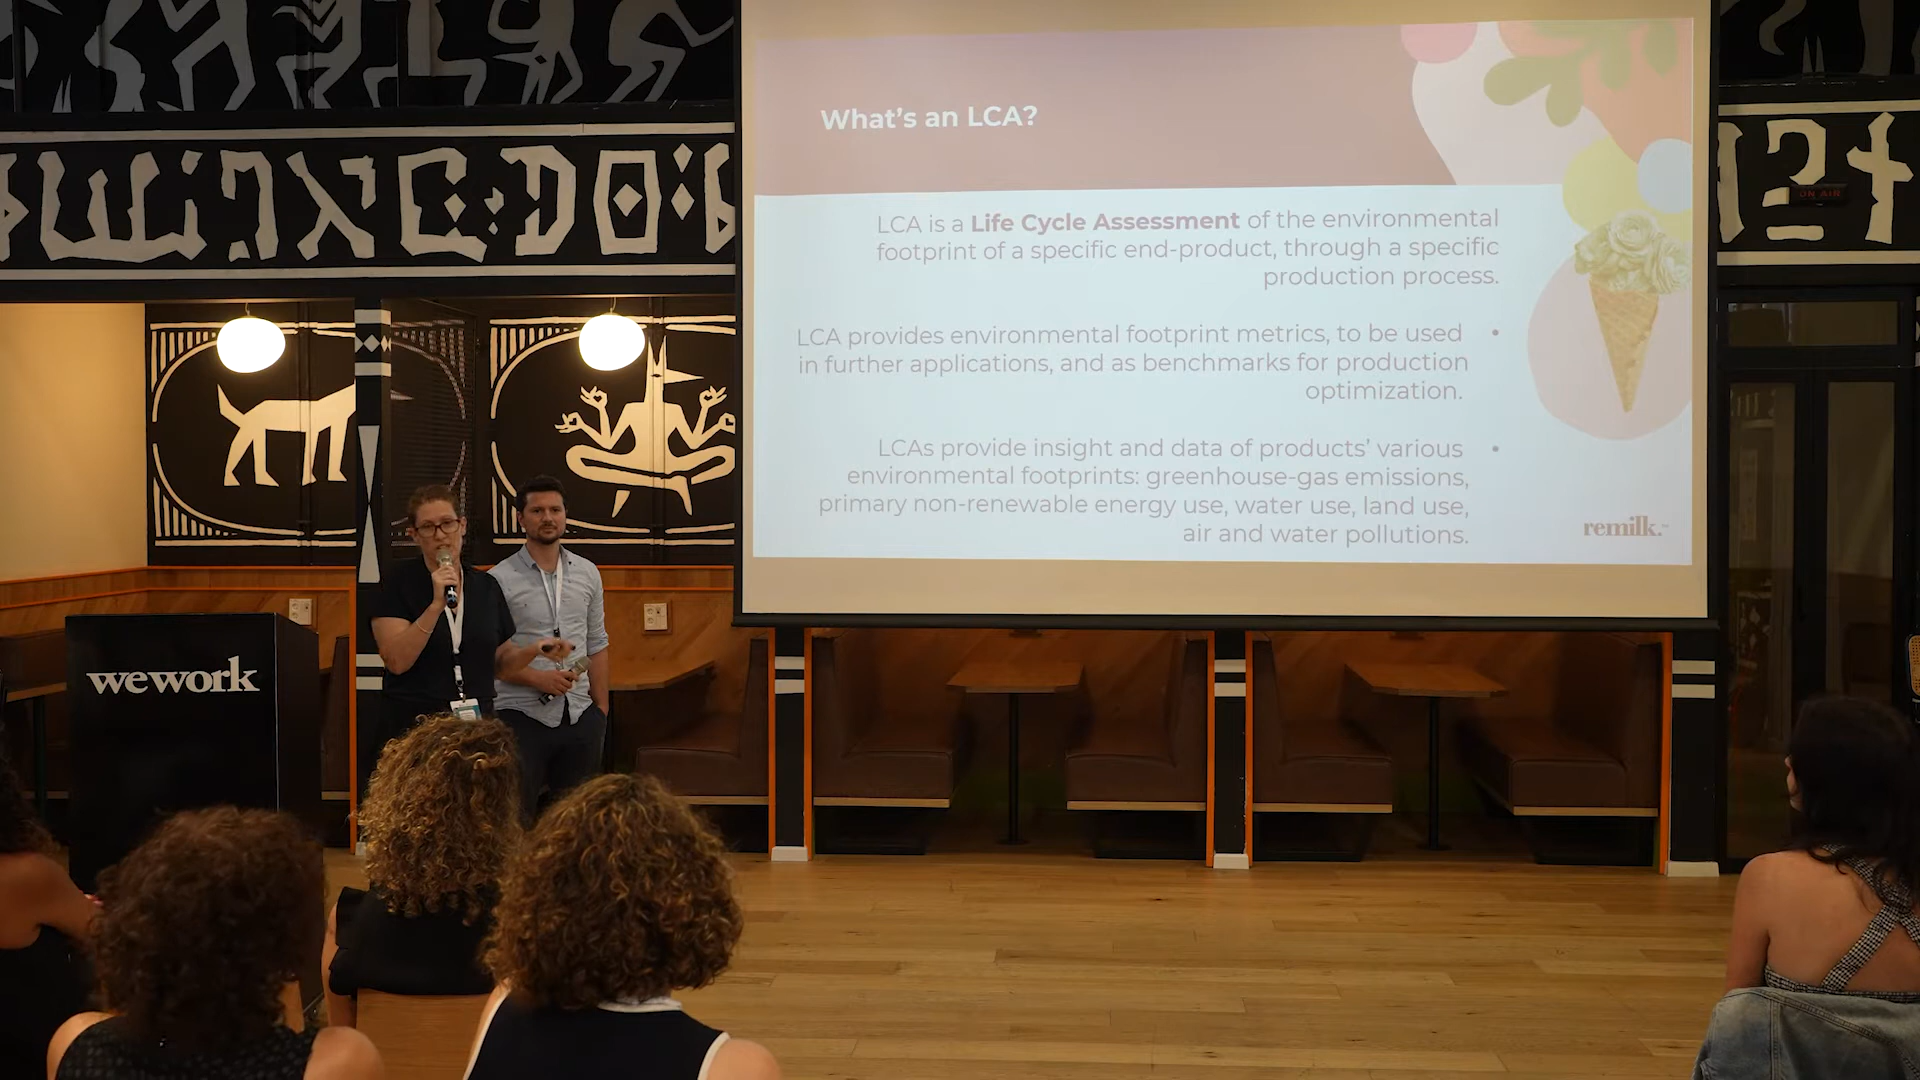 What's an LCA?
LCA is a Life Cycle Assessment of the environmental
footprint of a specific end-product, through a specific
production process.
LCA provides environmental footprint metrics, to be used •
in further applications, and as benchmarks for production
optimization.
LCAs provide insight and data of products' various •
environmental footprints: greenhouse-gas emissions,
primary non-renewable energy use, water use, land use,
air and water pollutions.
remilk.™
ON AIR
wework